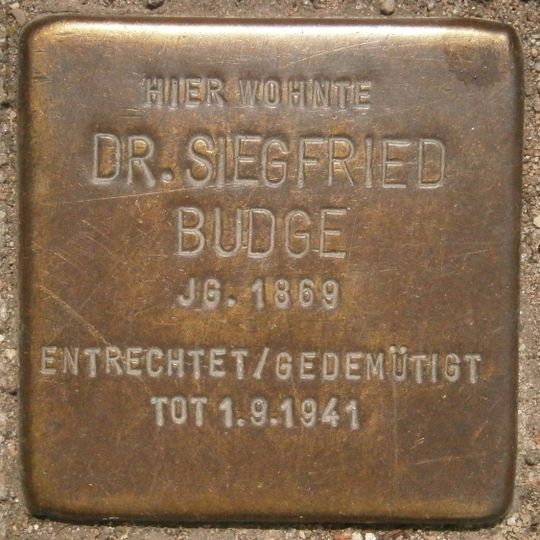 HIER WOHNTE
DR. SIEGFRIED
BUDGE
JG. 1869
ENTRECHTET/GEDEMÜTIGT
TOT 1.9.1941